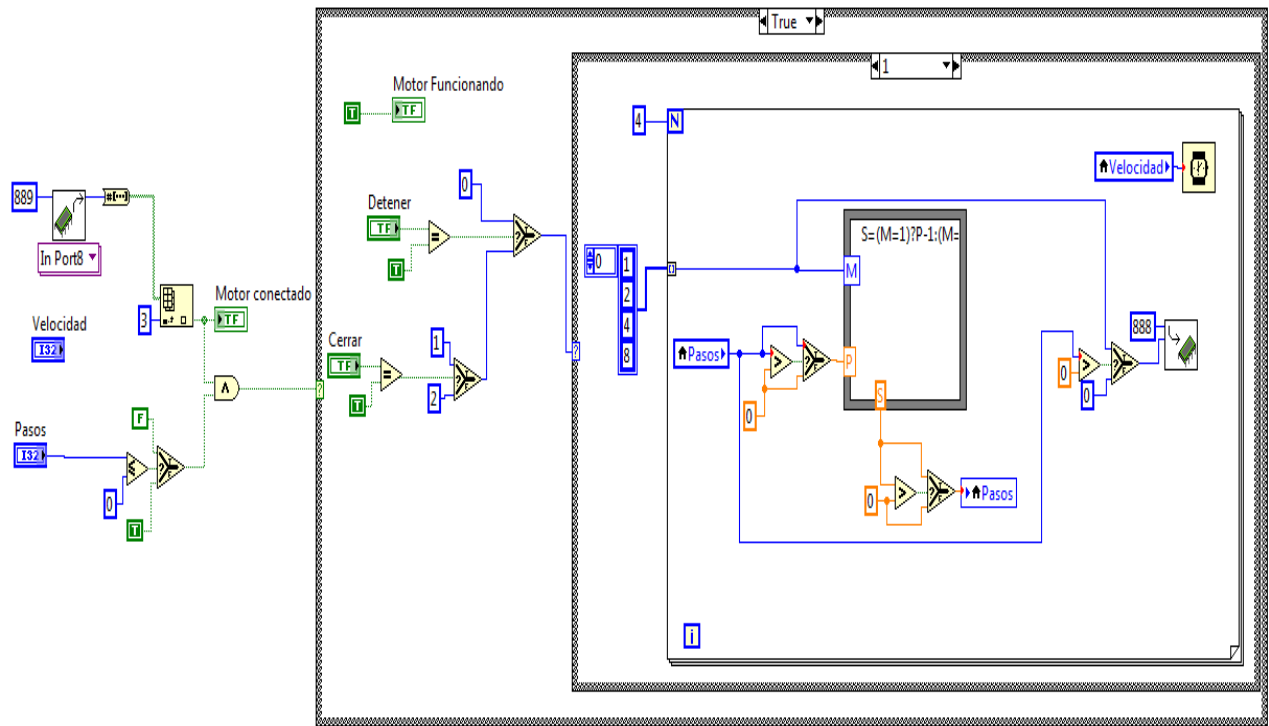 True
1
Motor Funcionando
T
TF
4
N
Velocidad
889
#[...]
In Port8
0
Detener
TF
?
=
T
0
1
2
4
8
S=(M=1)?P-1:(M=
M
3
Motor conectado
TF
Velocidad
I32
Cerrar
TF
=
T
1
2
?
?
Pasos
>
?
0
P
S
888
>
?
0
0
Λ
?
F
Pasos
I32
≤
?
0
T
0
>
?
Pasos
i